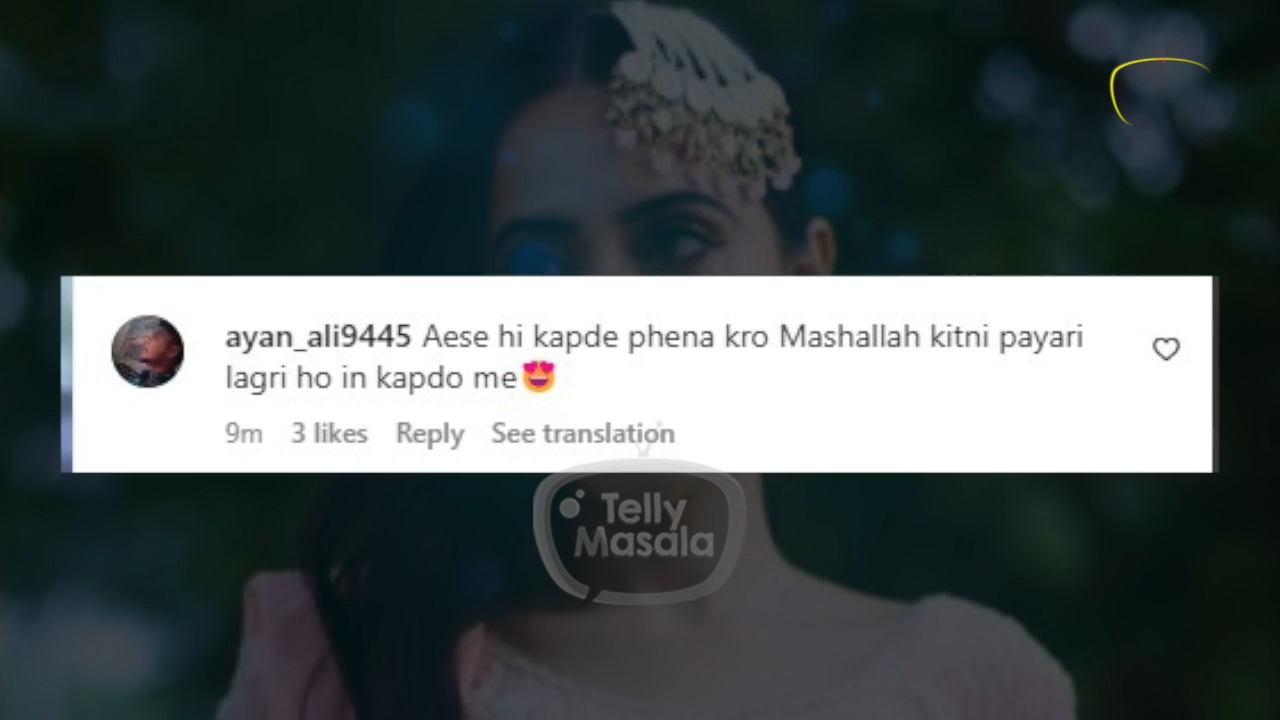 ayan_ali9445 Aese hi kapde phena kro Mashallah kitni payari
lagri ho in kapdo me😍
9m 3 likes Reply See translation
Telly
Masala